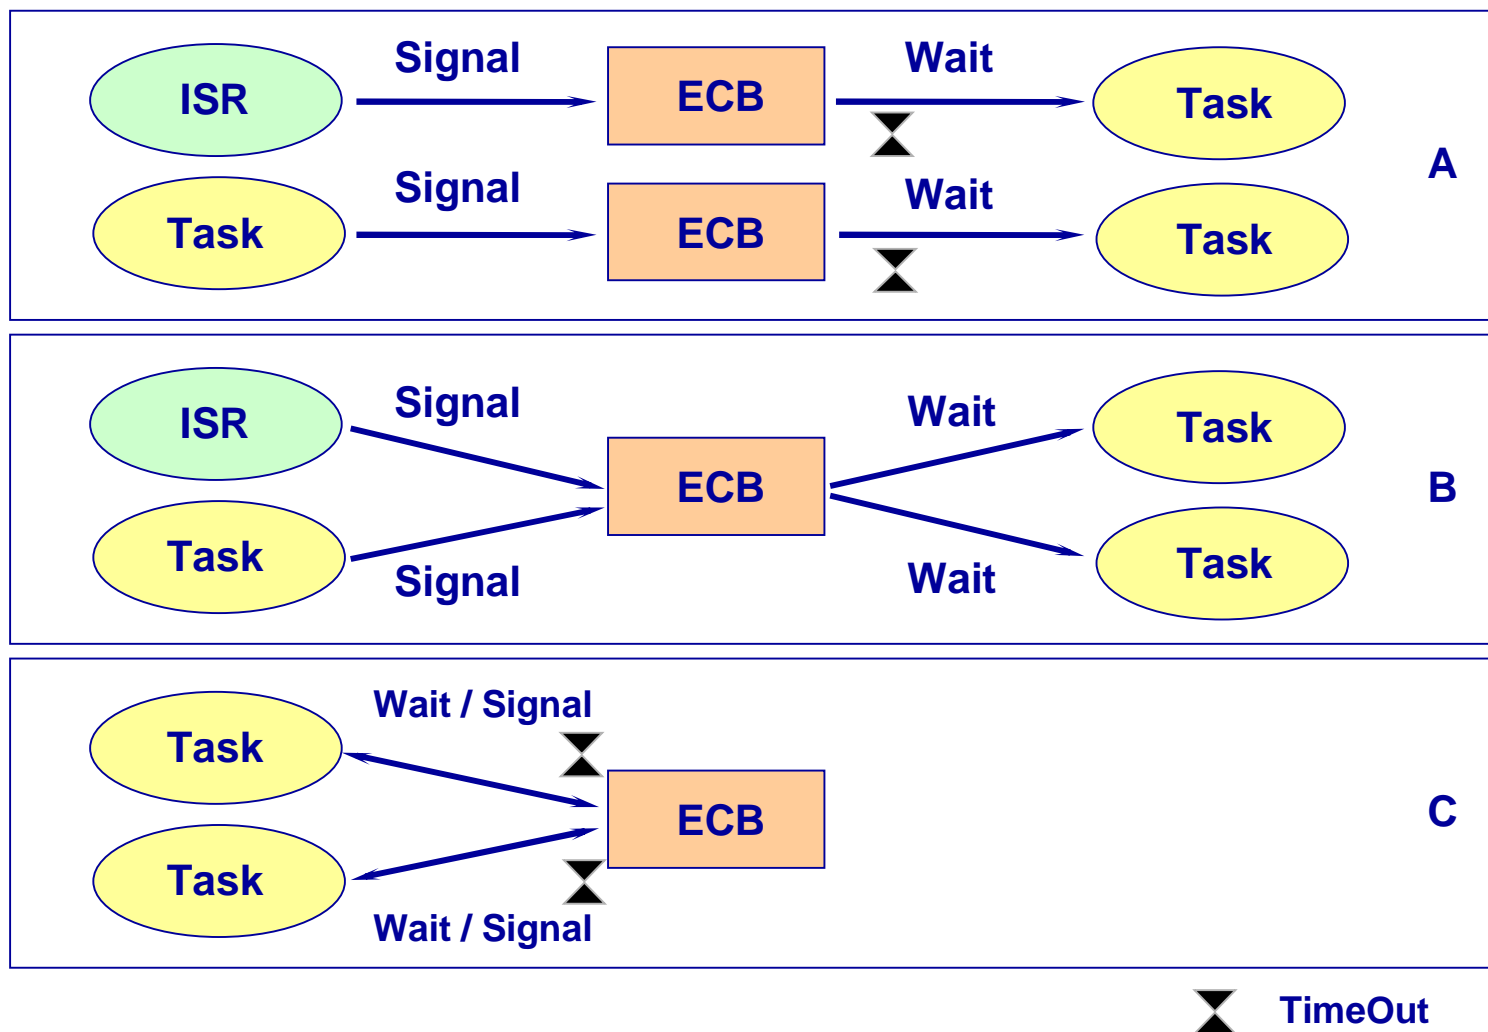 Signal
Wait
ISR
ECB
Task
A
Signal
Wait
Task
ECB
Task
Signal
Wait
ISR
Task
ECB
B
Task
Task
Signal
Wait
Wait / Signal
Task
ECB
C
Task
Wait / Signal
TimeOut